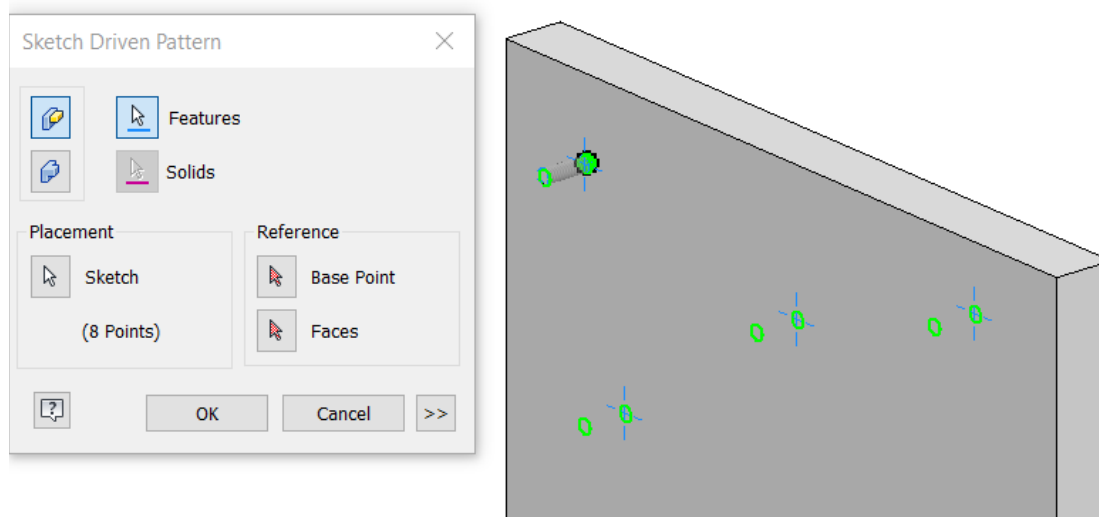 Sketch Driven Pattern
Features
Solids
Placement
Sketch
(8 Points)
Reference
Base Point
Faces
?
OK
Cancel
>>